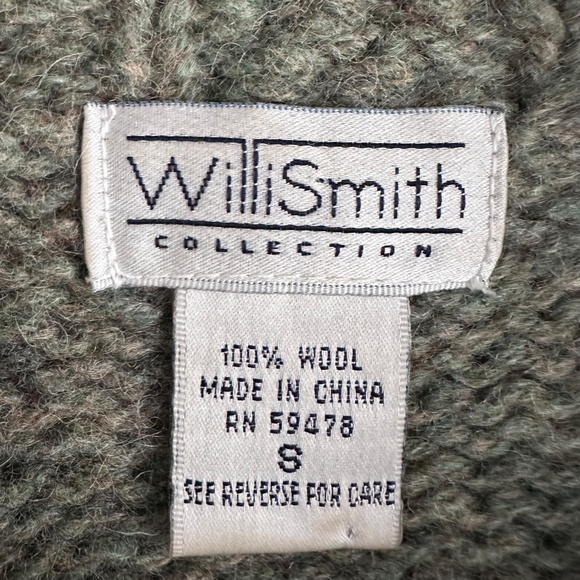 WilliSmith
COLLECTION
100% WOOL
MADE IN CHINA
RN 59478
S
SEE REVERSE FOR CARE